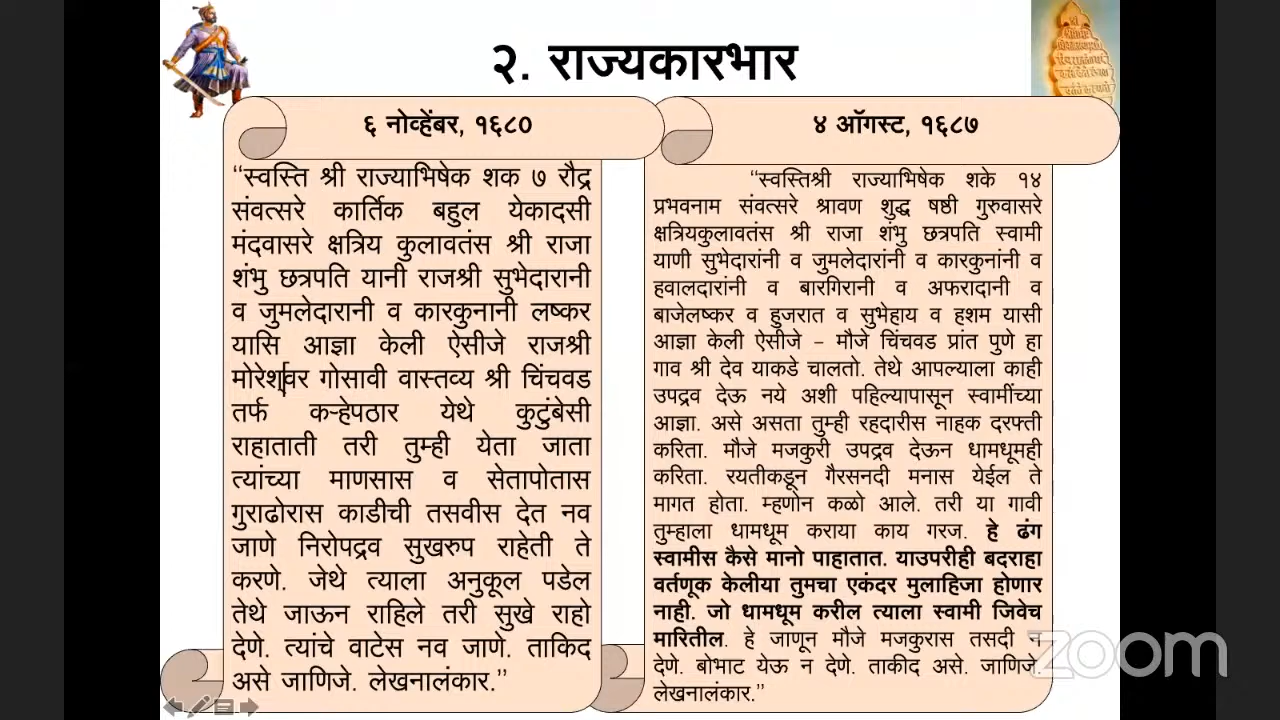 २. राज्यकारभार
६ नोव्हेंबर, १६८०
“स्वस्ति श्री राज्याभिषेक शक ७ रौद्र
संवत्सरे कार्तिक बहुल येकादसी
मंदवासरे क्षत्रिय कुलावतंस श्री राजा
शंभु छत्रपति यानी राजश्री सुभेदारानी
व जुमलेदारानी व कारकुनानी लष्कर
यासि आज्ञा केली ऐसीजे राजश्री
मोरेश्वर गोसावी वास्तव्य श्री चिंचवड
तर्फ कऱ्हेपठार येथे कुटुंबेसी
राहाताती तरी तुम्ही येता जाता
त्यांच्या माणसास व सेतापोतास
गुराढोरास काडीची तसवीस देत नव
जाणे निरोपद्रव सुखरुप राहेती ते
करणे. जेथे त्याला अनुकूल पडेल
तेथे जाऊन राहिले तरी सुखे राहो
देणे. त्यांचे वाटेस नव जाणे. ताकिद
असे जाणिजे. लेखनालंकार.”
४ ऑगस्ट, १६८७
“स्वस्तिश्री राज्याभिषेक शके १४
प्रभवनाम संवत्सरे श्रावण शुद्ध षष्ठी गुरुवासरे
क्षत्रियकुलावतंस श्री राजा शंभु छत्रपति स्वामी
याणी सुभेदारांनी व जुमलेदारांनी व कारकुनांनी व
हवालदारांनी व बारगिरानी व अफरादानी व
बाजेलष्कर व हुजरात व सुभेहाय व हशम यासी
आज्ञा केली ऐसीजे – मौजे चिंचवड प्रांत पुणे हा
गाव श्री देव याकडे चालतो. तेथे आपल्याला काही
उपद्रव देऊ नये अशी पहिल्यापासून स्वामींच्या
आज्ञा. असे असता तुम्ही रहदारीस नाहक दरफ्ती
करिता. मौजे मजकुरी उपद्रव देऊन धामधूमही
करिता. रयतीकडून गैरसनदी मनास येईल ते
मागत होता. म्हणोन कळो आले. तरी या गावी
तुम्हाला धामधूम कराया काय गरज. हे ढंग
स्वामीस कैसे मानो पाहातात. याउपरीही बदराहा
वर्तणूक केलीया तुमचा एकंदर मुलाहिजा होणार
नाही. जो धामधूम करील त्याला स्वामी जिवेच
मारितील. हे जाणून मौजे मजकुरास तसदी न
देणे. बोभाट येऊ न देणे. ताकीद असे. जाणिजे.
लेखनालंकार.”
zoom